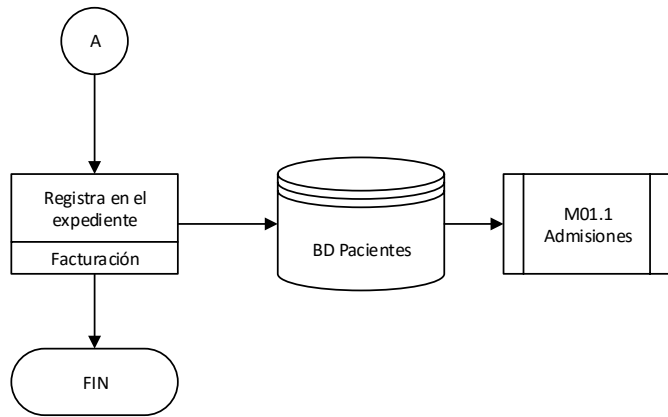 A
Registra en el
expediente
Facturación
BD Pacientes
M01.1
Admisiones
FIN